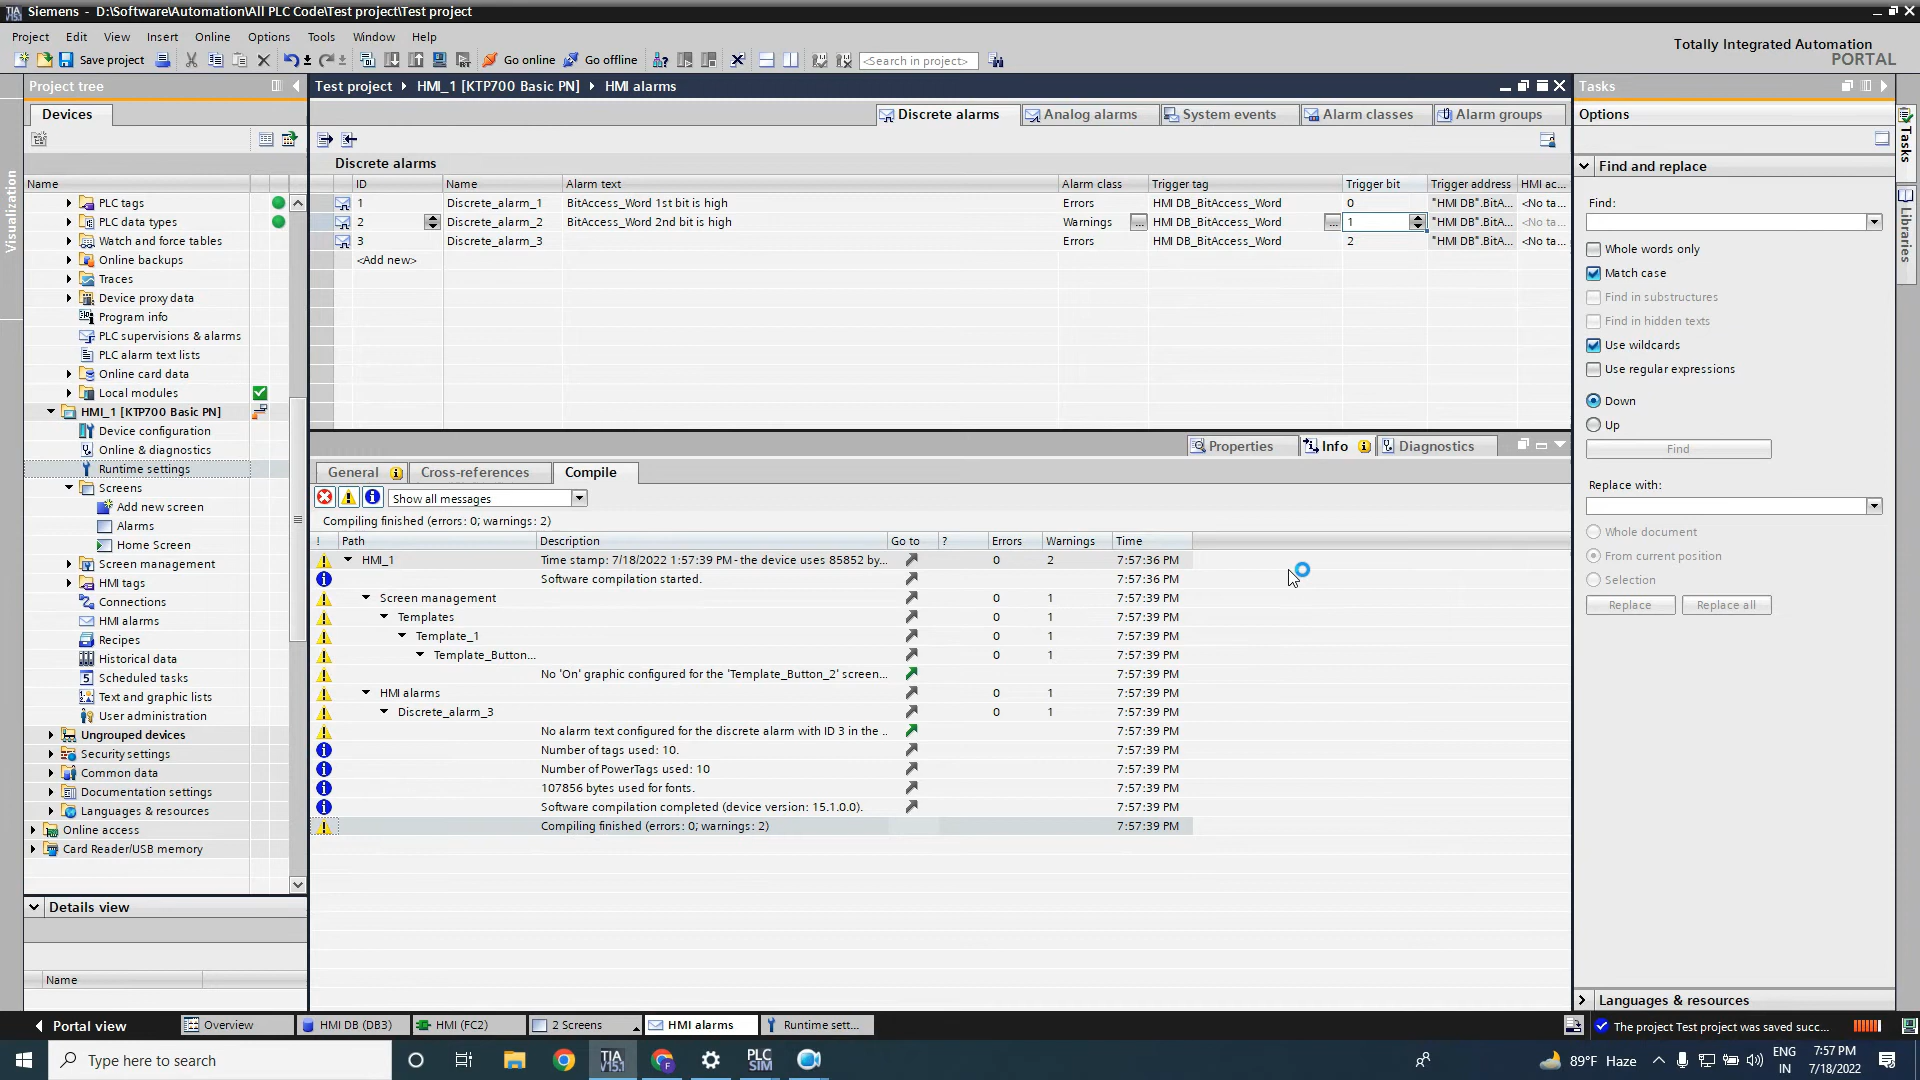 Siemens - D:\Software\Automation\All PLC Code\Test project\Test project
Project Edit View Insert Online Options Tools Window Help
Totally Integrated Automation
PORTAL
Save project
Go online
Go offline
<Search in project>
Project tree
Test project HMI_1 [KTP700 Basic PN] HMI alarms
Tasks
Devices
Discrete alarms
Analog alarms
System events
Alarm classes
Alarm groups
Options
Discrete alarms
Find and replace
Name
ID Name Alarm text Alarm class Trigger tag Trigger bit Trigger address HMI ac...
1 Discrete_alarm_1 BitAccess_Word 1st bit is high Errors HMI DB_BitAccess_Word 0 "HMI DB".BitA... <No ta...
2 Discrete_alarm_2 BitAccess_Word 2nd bit is high Warnings ... HMI DB_BitAccess_Word ... 1 "HMI DB".BitA... <No ta...
3 Discrete_alarm_3 Errors HMI DB_BitAccess_Word 2 "HMI DB".BitA... <No ta...
<Add new>
PLC tags
PLC data types
Watch and force tables
Online backups
Traces
Device proxy data
Program info
PLC supervisions & alarms
PLC alarm text lists
Online card data
Local modules
HMI_1 [KTP700 Basic PN]
Device configuration
Online & diagnostics
Runtime settings
Screens
Add new screen
Alarms
Home Screen
Screen management
HMI tags
Connections
HMI alarms
Recipes
Historical data
Scheduled tasks
Text and graphic lists
User administration
Ungrouped devices
Security settings
Common data
Documentation settings
Languages & resources
Online access
Card Reader/USB memory
Details view
Name
Find:
Whole words only
Match case
Find in substructures
Find in hidden texts
Use wildcards
Use regular expressions
Down
Up
Find
Replace with:
Whole document
From current position
Selection
Replace
Replace all
Languages & resources
Tasks
Libraries
Visualization
Properties
Info
Diagnostics
General
Cross-references
Compile
Show all messages
Compiling finished (errors: 0; warnings: 2)
! Path Description Go to ? Errors Warnings Time
HMI_1 Time stamp: 7/18/2022 1:57:39 PM - the device uses 85852 by... 0 2 7:57:36 PM
Software compilation started. 7:57:36 PM
Screen management 0 1 7:57:39 PM
Templates 0 1 7:57:39 PM
Template_1 0 1 7:57:39 PM
Template_Button... 0 1 7:57:39 PM
No 'On' graphic configured for the 'Template_Button_2' screen... 7:57:39 PM
HMI alarms 0 1 7:57:39 PM
Discrete_alarm_3 0 1 7:57:39 PM
No alarm text configured for the discrete alarm with ID 3 in the .. 7:57:39 PM
Number of tags used: 10. 7:57:39 PM
Number of PowerTags used: 10 7:57:39 PM
107856 bytes used for fonts. 7:57:39 PM
Software compilation completed (device version: 15.1.0.0). 7:57:39 PM
Compiling finished (errors: 0; warnings: 2) 7:57:39 PM
Portal view
Overview
HMI DB (DB3)
HMI (FC2)
2 Screens
HMI alarms
Runtime sett...
The project Test project was saved succ...
Type here to search
TIA
V15.1
PLC
SIM
89°F Haze
ENG
IN
7:57 PM
7/18/2022